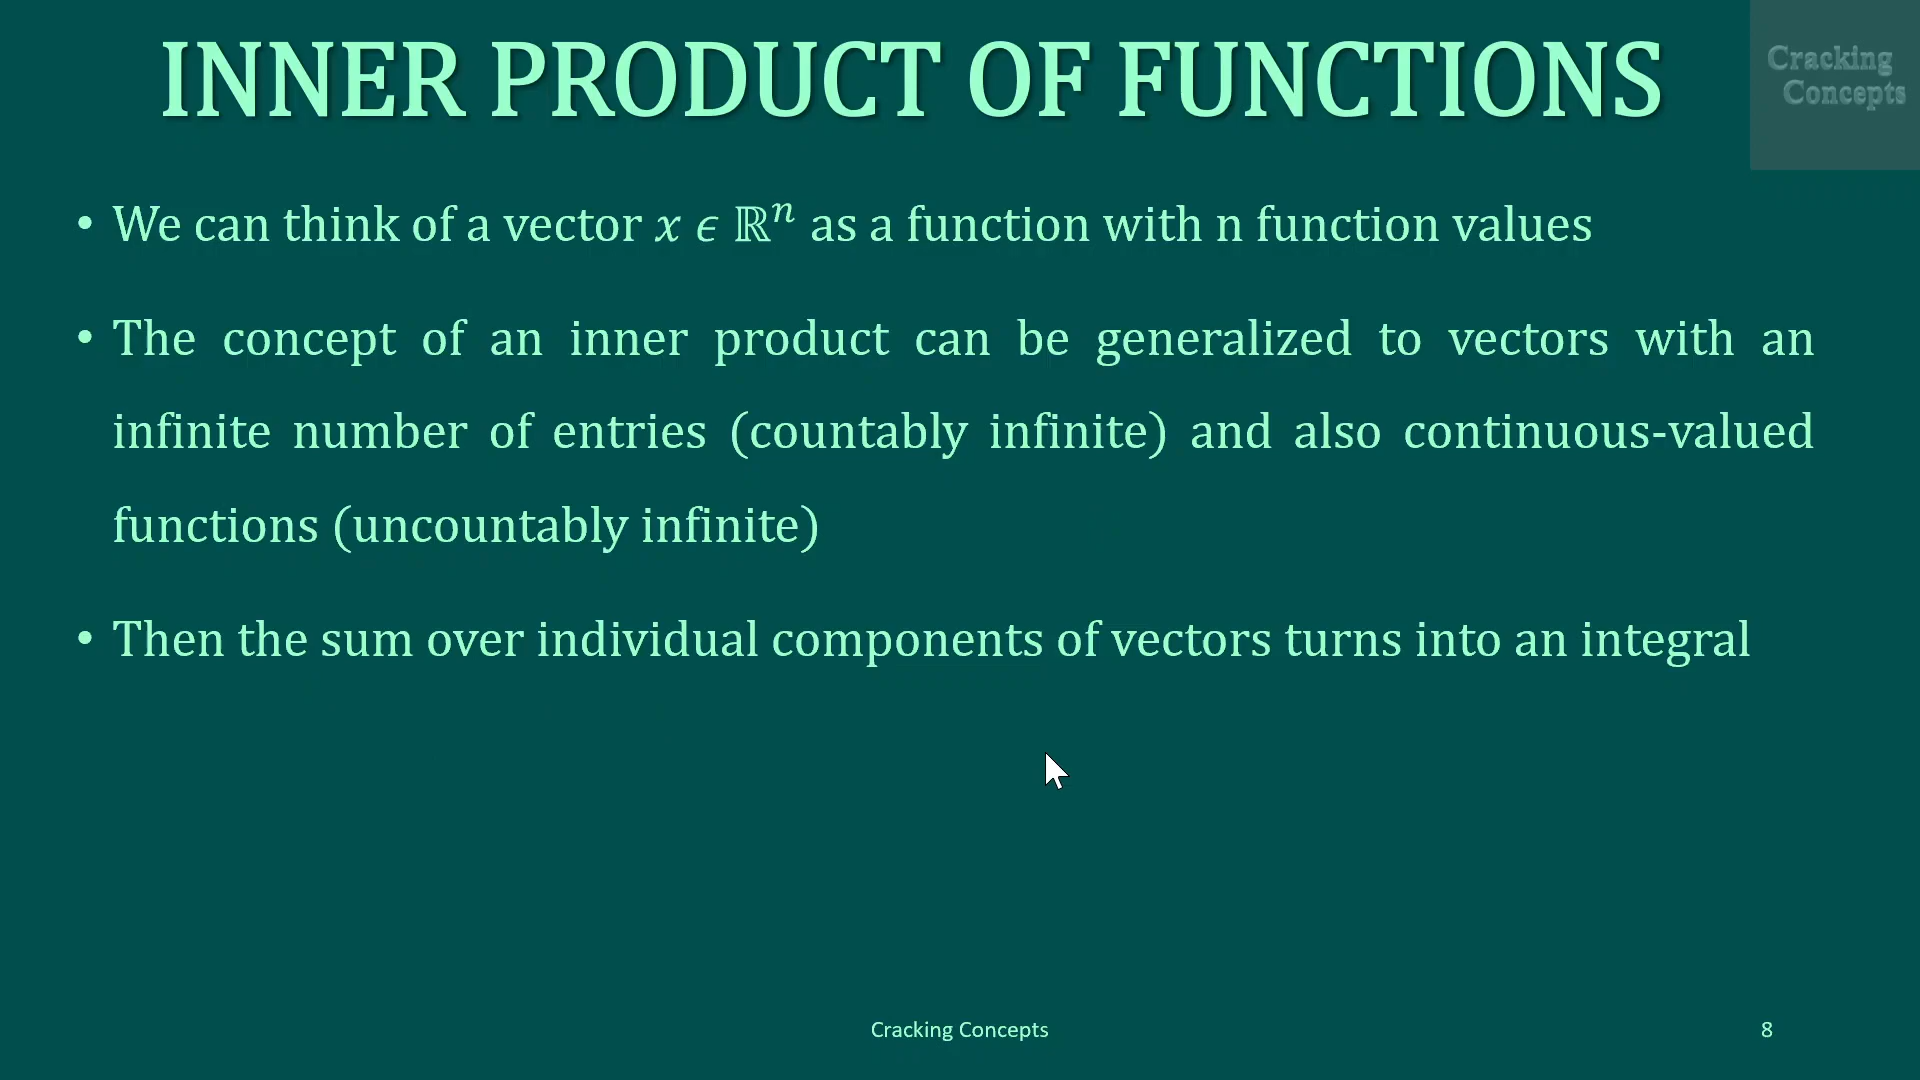 INNER PRODUCT OF FUNCTIONS
Cracking
Concepts
• We can think of a vector x ϵ ℝⁿ as a function with n function values
• The concept of an inner product can be generalized to vectors with an
infinite number of entries (countably infinite) and also continuous-valued
functions (uncountably infinite)
• Then the sum over individual components of vectors turns into an integral
Cracking Concepts
8